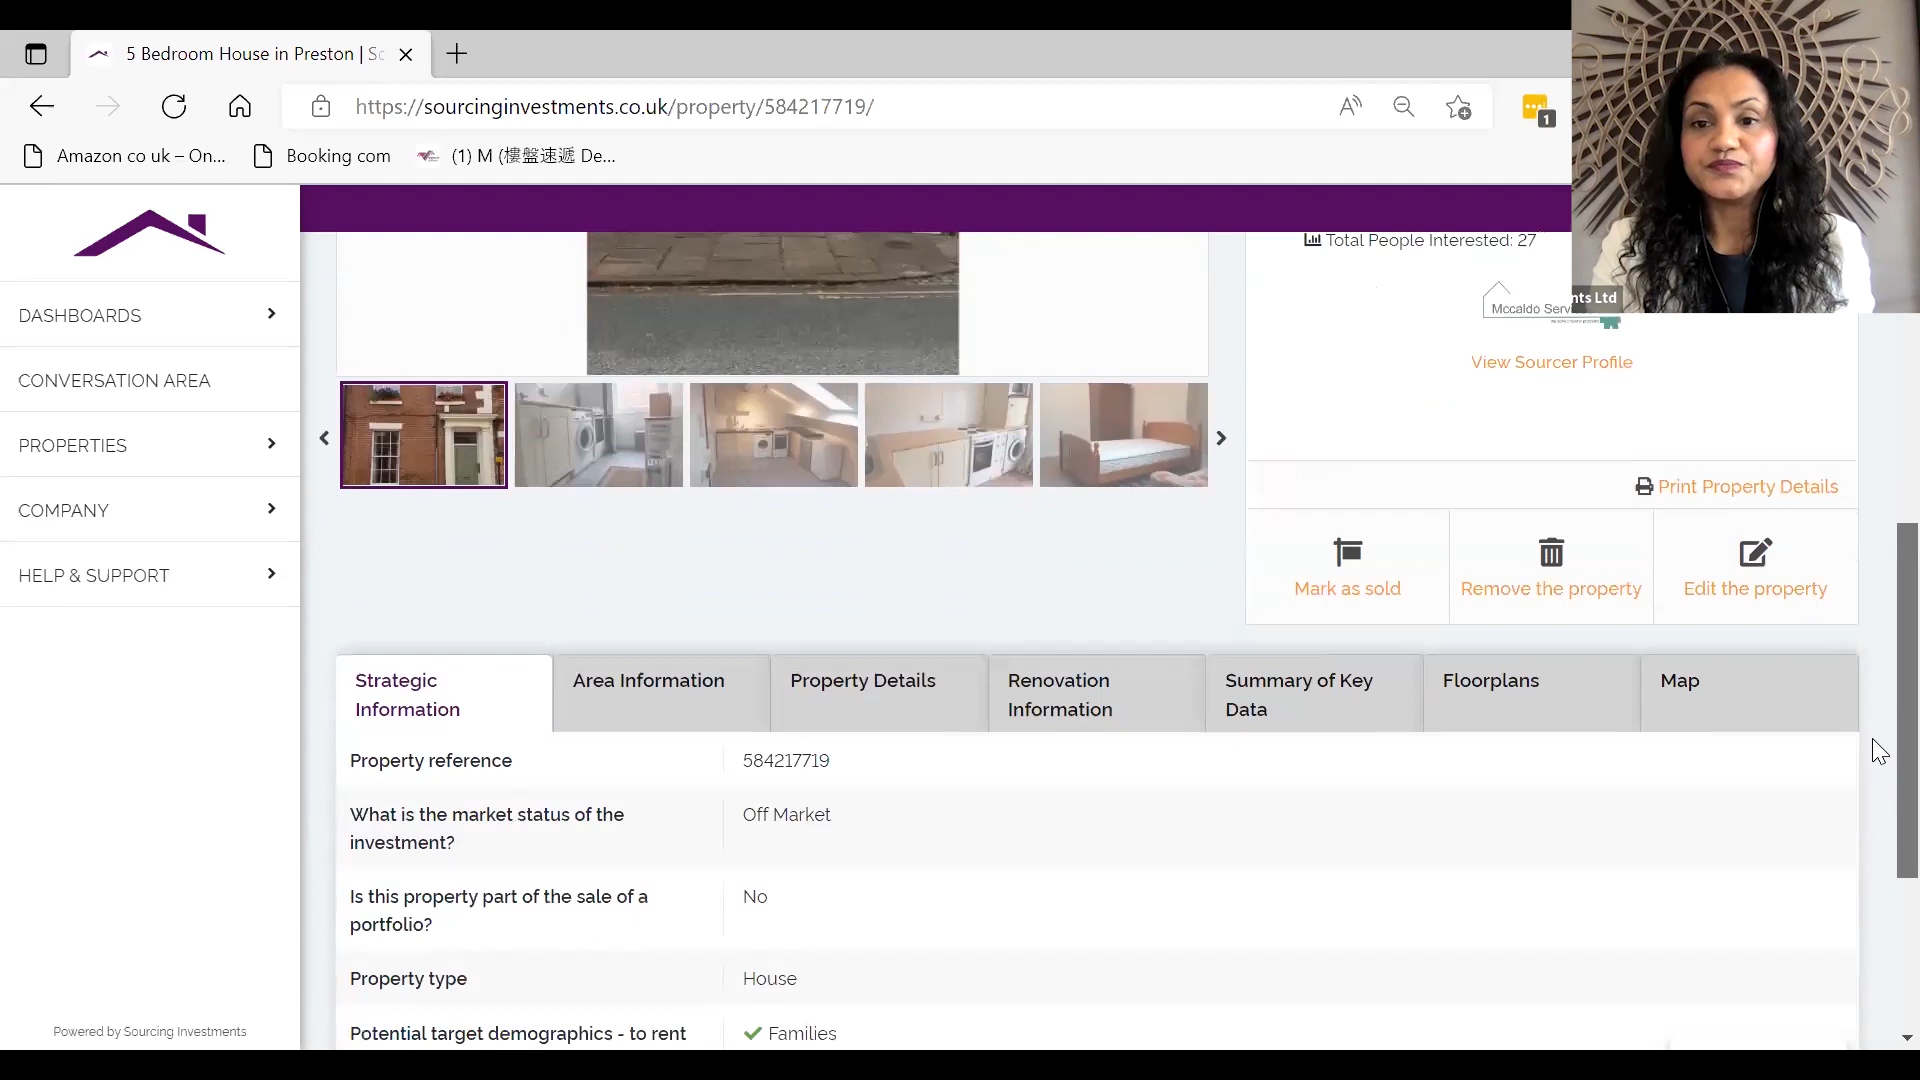 5 Bedroom House in Preston | Sc
https://sourcinginvestments.co.uk/property/584217719/
1
Amazon co uk – On...
Booking com
(1) M (樓盤速遞 De...
DASHBOARDS
CONVERSATION AREA
PROPERTIES
COMPANY
HELP & SUPPORT
Powered by Sourcing Investments
Total People Interested: 27
nts Ltd
Mccaldo Serv
View Sourcer Profile
Print Property Details
Mark as sold
Remove the property
Edit the property
Strategic
Information
Area Information
Property Details
Renovation
Information
Summary of Key
Data
Floorplans
Map
Property reference
584217719
What is the market status of the
investment?
Off Market
Is this property part of the sale of a
portfolio?
No
Property type
House
Potential target demographics - to rent
Families